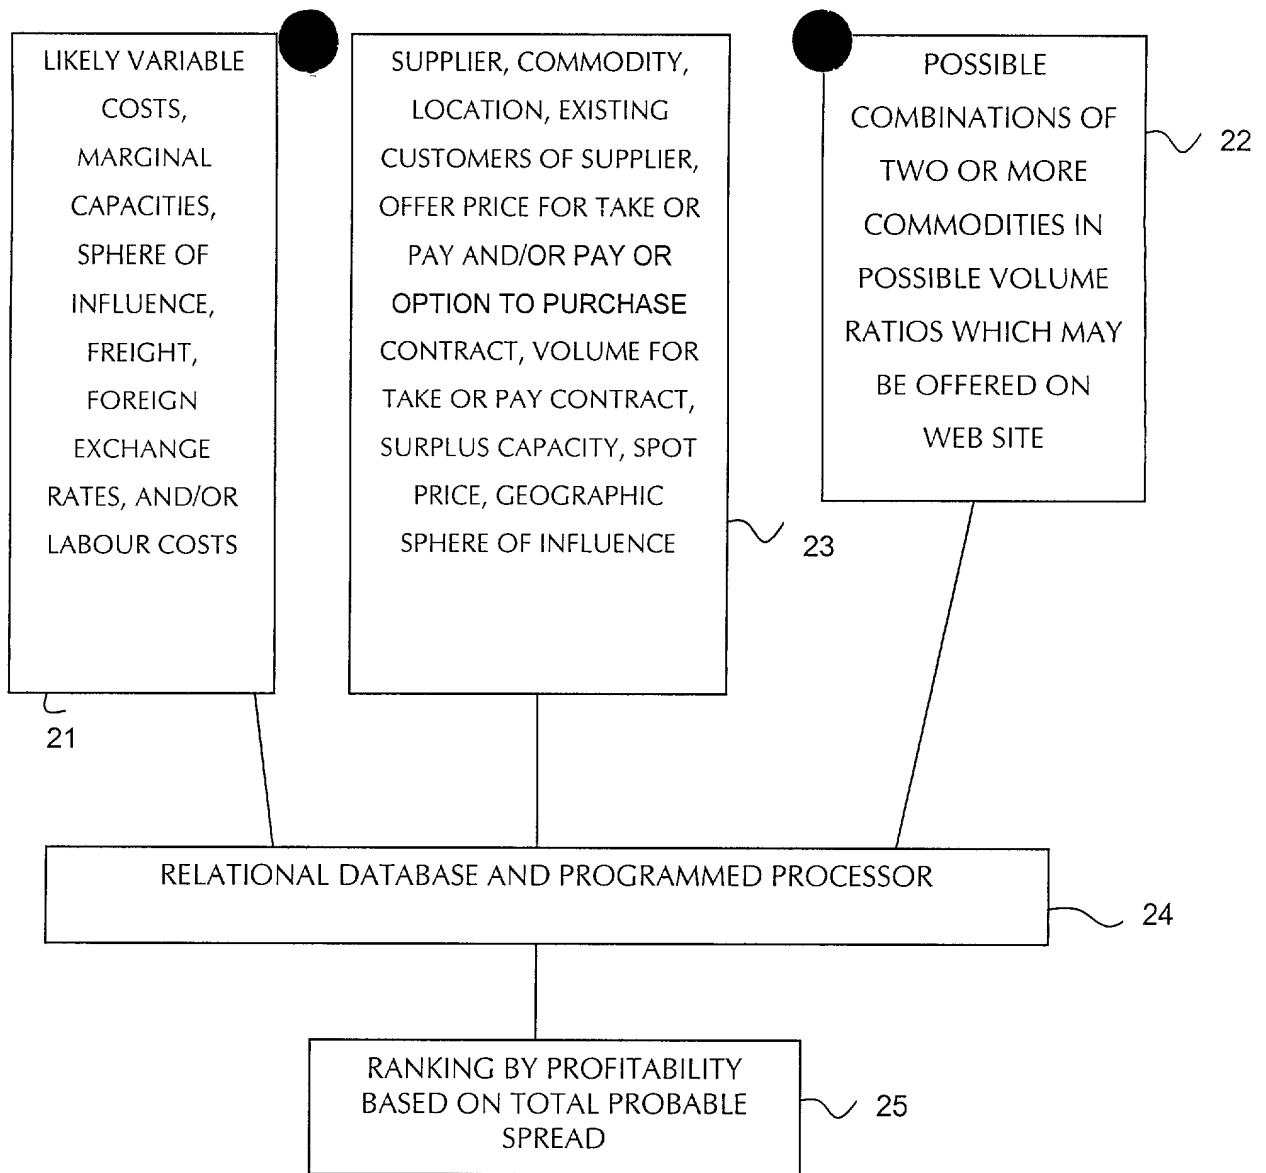 LIKELY VARIABLE
COSTS,
MARGINAL
CAPACITIES,
SPHERE OF
INFLUENCE,
FREIGHT,
FOREIGN
EXCHANGE
RATES, AND/OR
LABOUR COSTS
21
SUPPLIER, COMMODITY,
LOCATION, EXISTING
CUSTOMERS OF SUPPLIER,
OFFER PRICE FOR TAKE OR
PAY AND/OR PAY OR
OPTION TO PURCHASE
CONTRACT, VOLUME FOR
TAKE OR PAY CONTRACT,
SURPLUS CAPACITY, SPOT
PRICE, GEOGRAPHIC
SPHERE OF INFLUENCE
23
POSSIBLE
COMBINATIONS OF
TWO OR MORE
COMMODITIES IN
POSSIBLE VOLUME
RATIOS WHICH MAY
BE OFFERED ON
WEB SITE
22
RELATIONAL DATABASE AND PROGRAMMED PROCESSOR
24
RANKING BY PROFITABILITY
BASED ON TOTAL PROBABLE
SPREAD
25